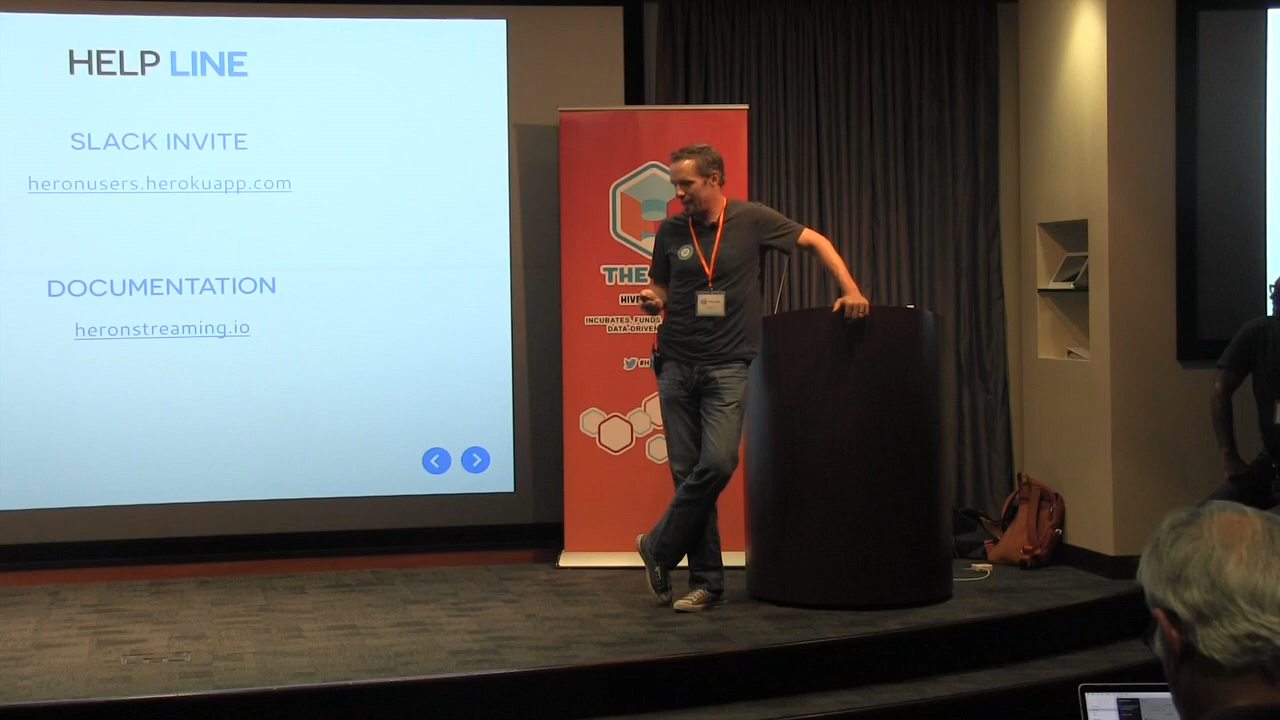 HELP LINE
SLACK INVITE
heronusers.herokuapp.com
DOCUMENTATION
heronstreaming.io
THE
HIVE
INCUBATES, FUNDS
DATA-DRIVEN
#H